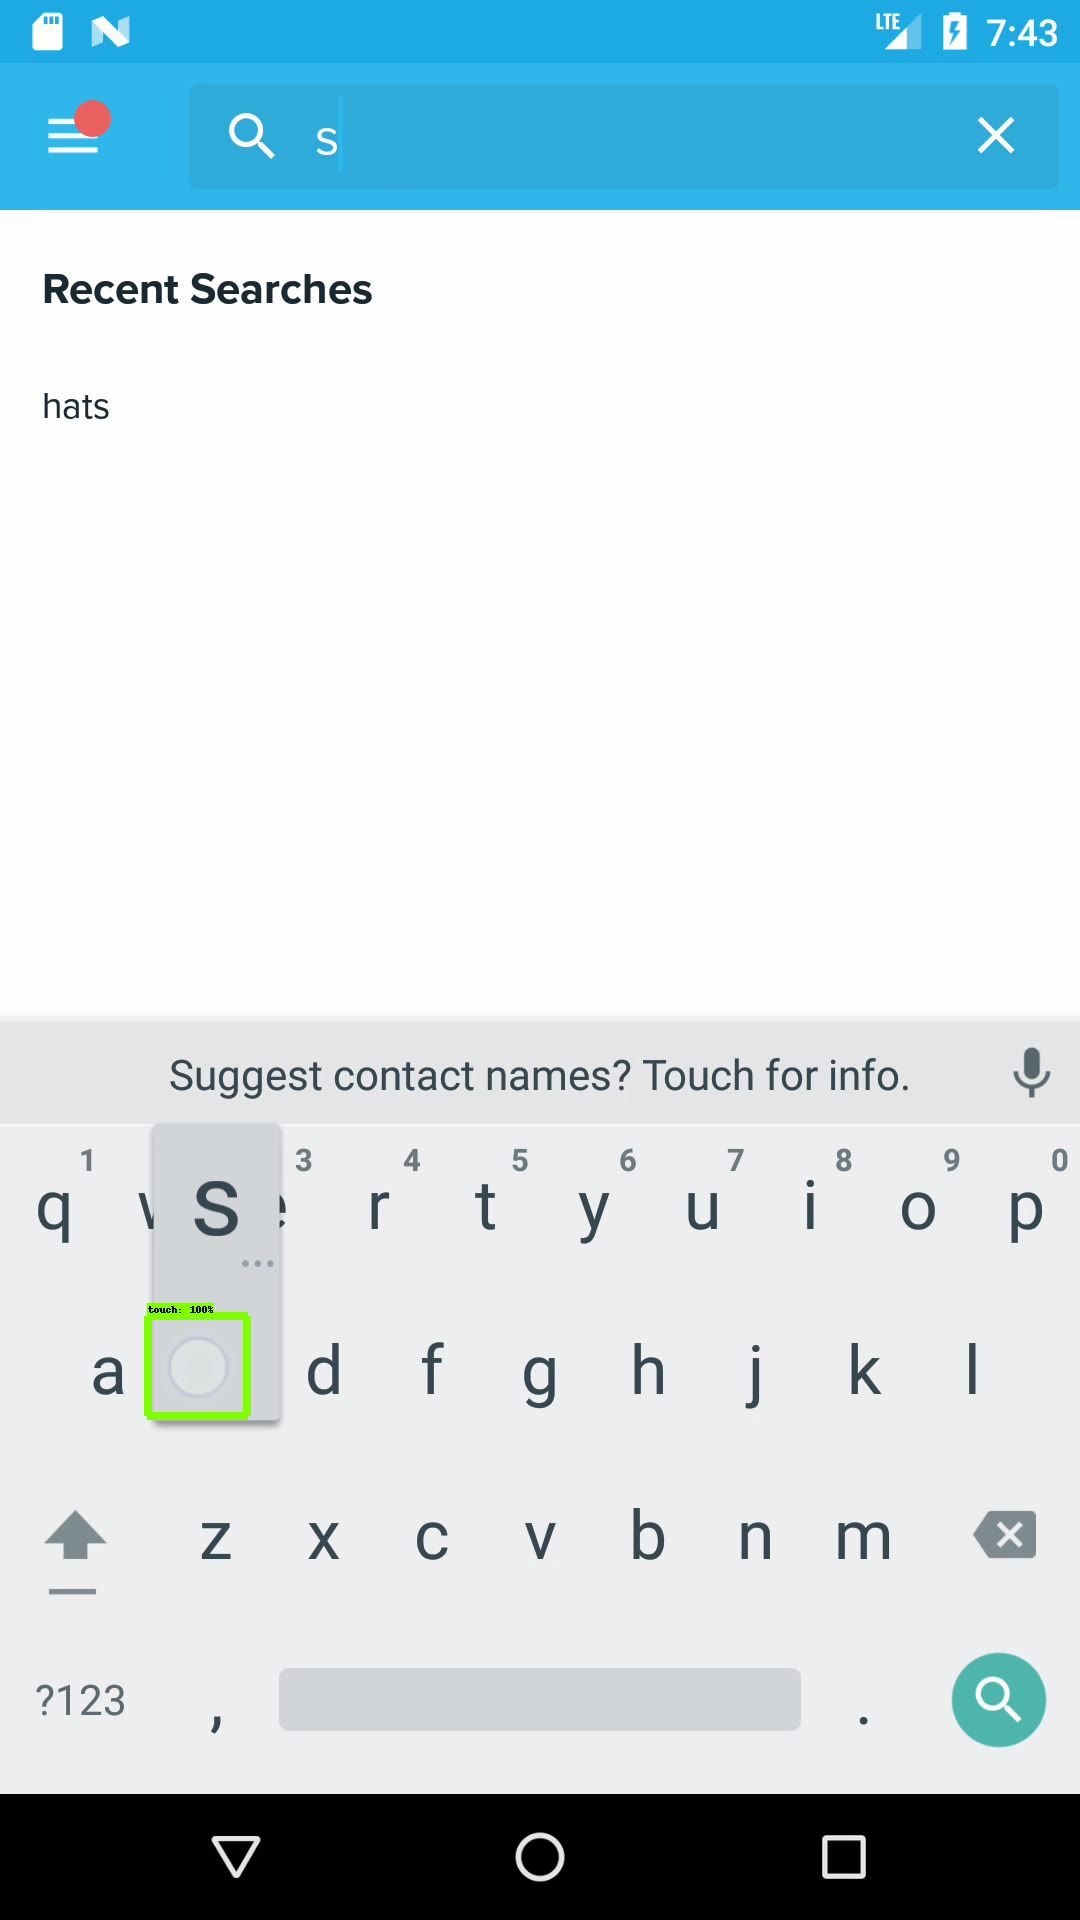 LTE 7:43
s
Recent Searches
hats
Suggest contact names? Touch for info.
1 3 4 5 6 7 8 9 0
q w e r t y u i o p
S
...
touch: 100%
a d f g h j k l
z x c v b n m
?123 , .